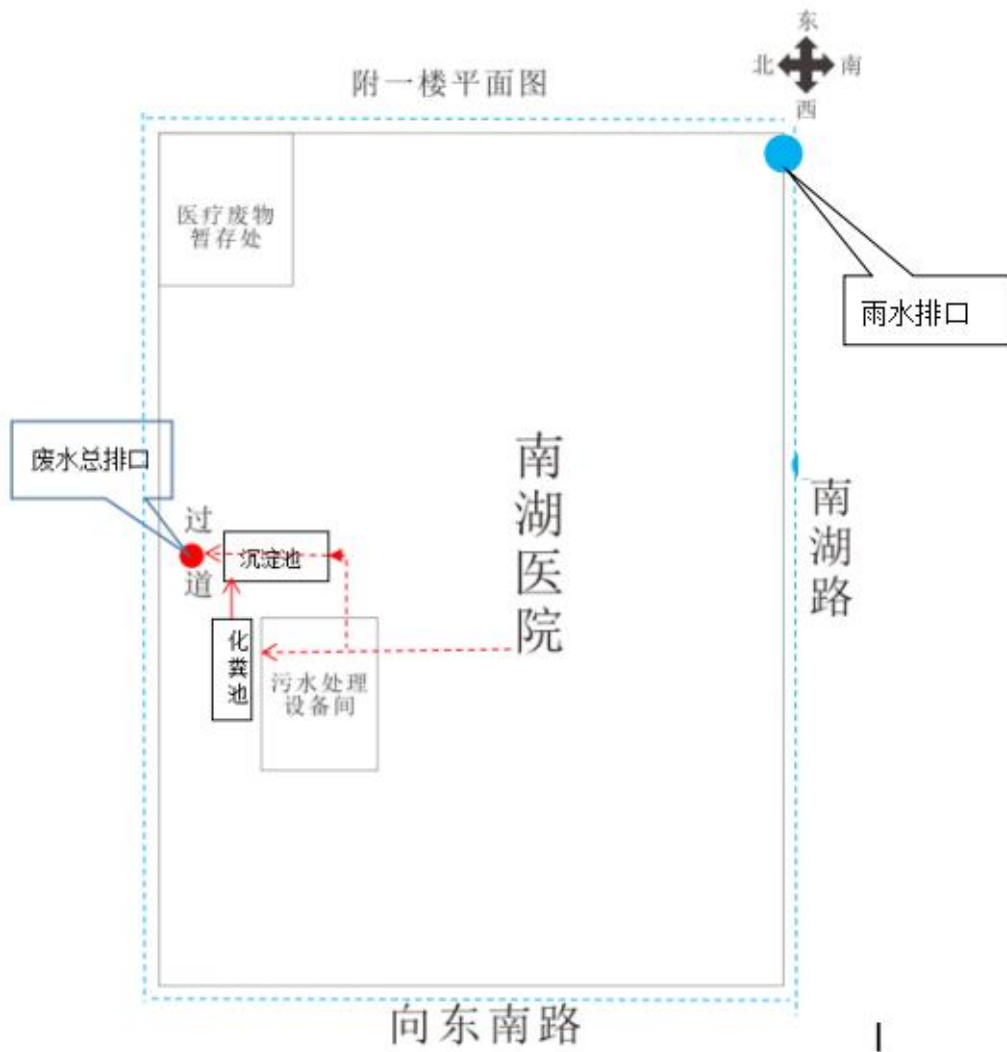 东
北
南
西
附一楼平面图
医疗废物
暂存处
雨水排口
废水总排口
南湖医院
南湖路
过
道
沉淀池
化粪池
污水处理
设备间
向东南路